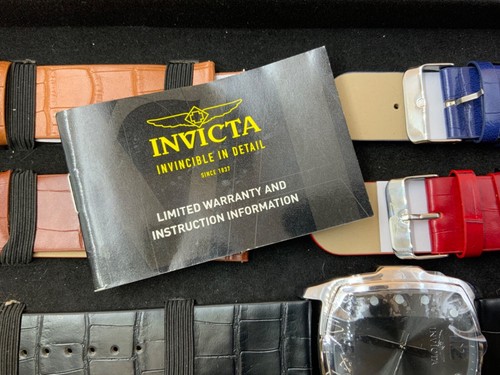 INVICTA
INVINCIBLE IN DETAIL
SINCE 1837
LIMITED WARRANTY AND
INSTRUCTION INFORMATION